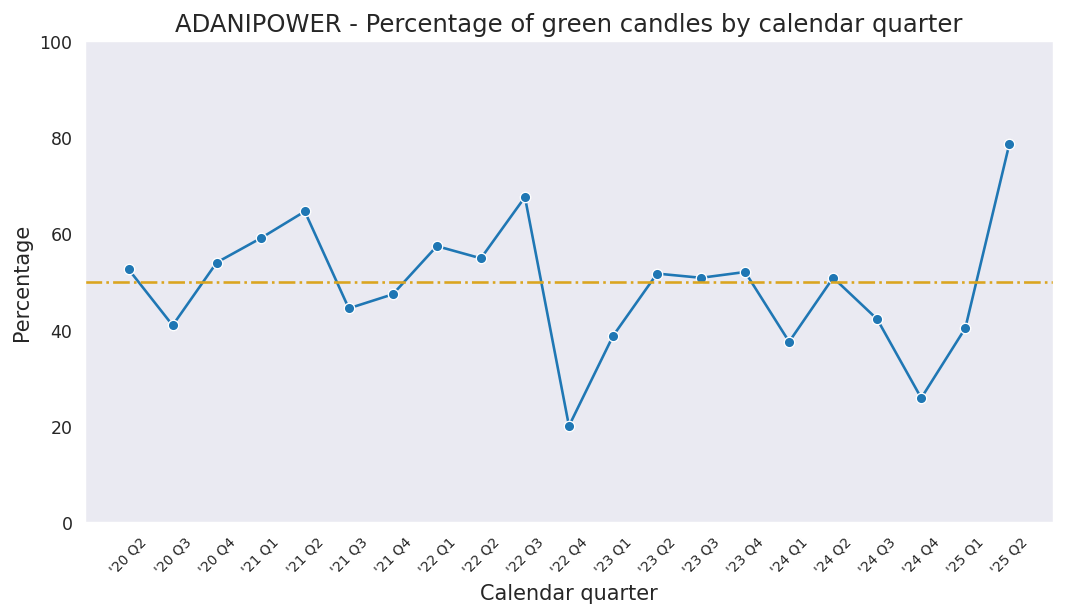 ADANIPOWER - Percentage of green candles by calendar quarter
100
80
60
40
20
0
Percentage
'20 Q2
'20 Q3
'20 Q4
'21 Q1
'21 Q2
'21 Q3
'21 Q4
'22 Q1
'22 Q2
'22 Q3
'22 Q4
'23 Q1
'23 Q2
'23 Q3
'23 Q4
'24 Q1
'24 Q2
'24 Q3
'24 Q4
'25 Q1
'25 Q2
Calendar quarter